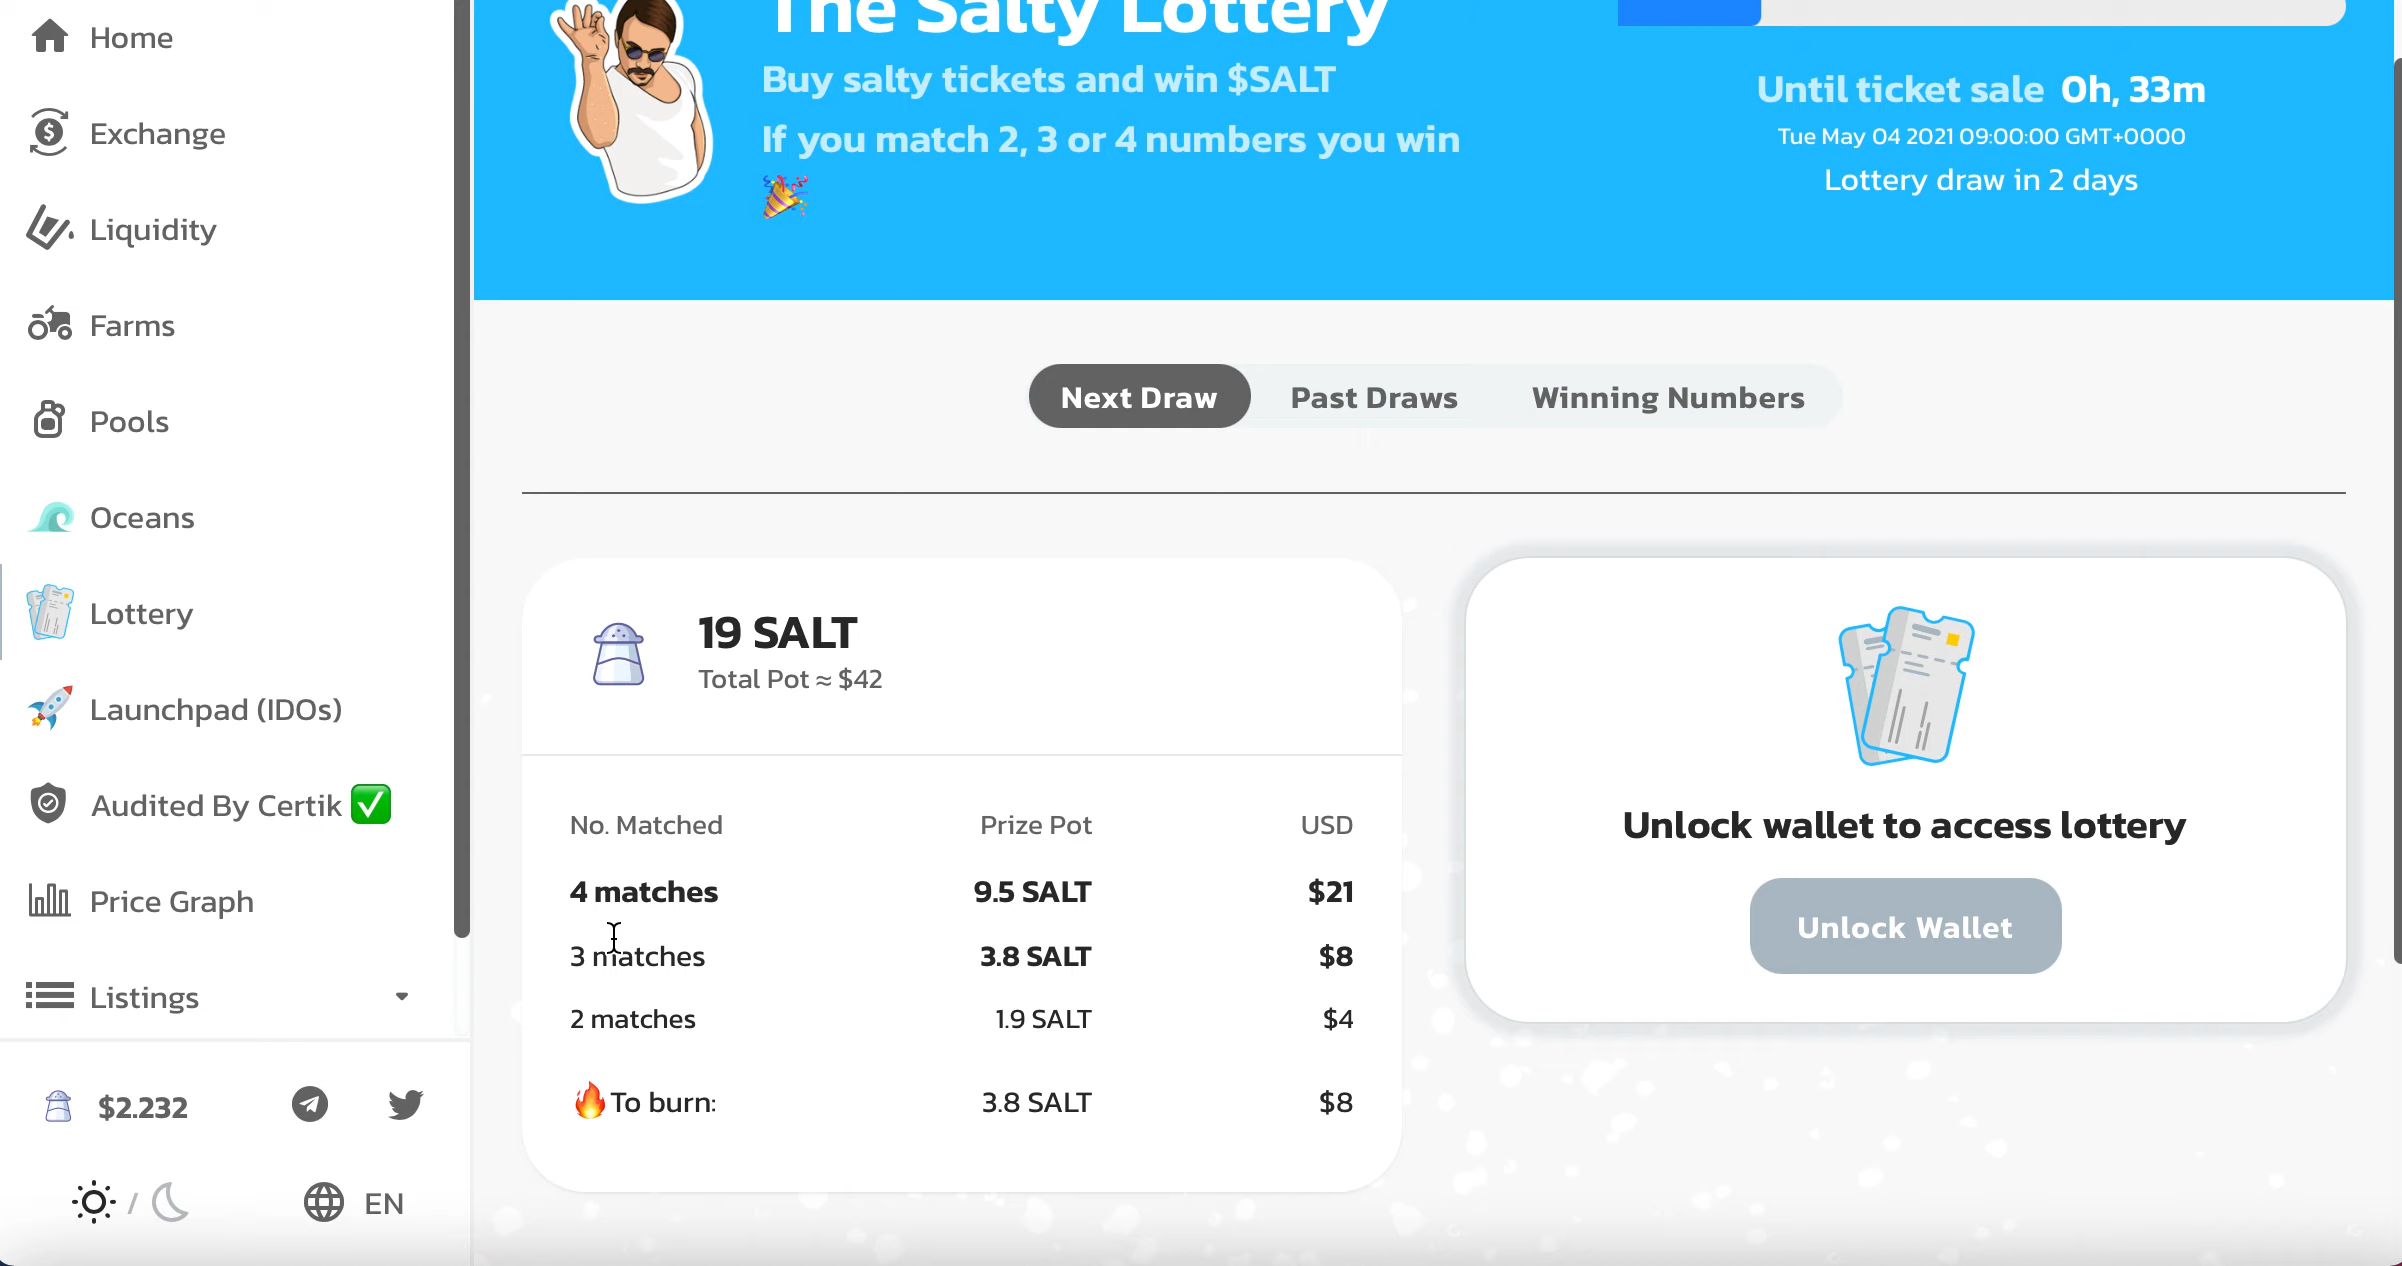 Home
Exchange
Liquidity
Farms
Pools
Oceans
Lottery
Launchpad (IDOs)
Audited By Certik ✅
Price Graph
Listings
$2.232
/
EN
The Salty Lottery
Buy salty tickets and win $SALT
If you match 2, 3 or 4 numbers you win
🎉
Until ticket sale 0h, 33m
Tue May 04 2021 09:00:00 GMT+0000
Lottery draw in 2 days
Next Draw Past Draws Winning Numbers
19 SALT
Total Pot ≈ $42
No. Matched Prize Pot USD
4 matches 9.5 SALT $21
3 matches 3.8 SALT $8
2 matches 1.9 SALT $4
🔥To burn: 3.8 SALT $8
Unlock wallet to access lottery
Unlock Wallet